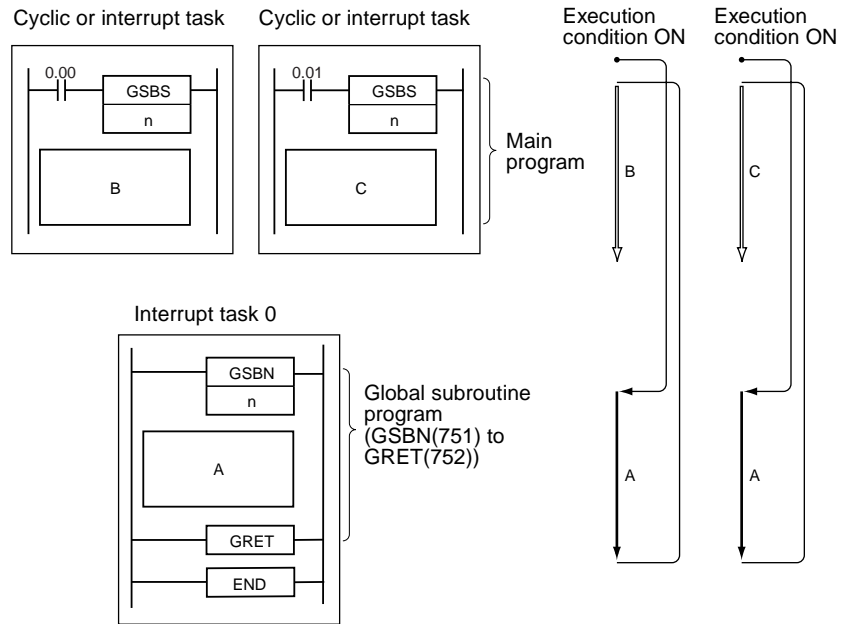 Cyclic or interrupt task
Cyclic or interrupt task
Execution
condition ON
Execution
condition ON
0.00
GSBS
n
B
0.01
GSBS
n
C
Main
program
B
C
Interrupt task 0
GSBN
n
A
GRET
END
Global subroutine
program
(GSBN(751) to
GRET(752))
A
A